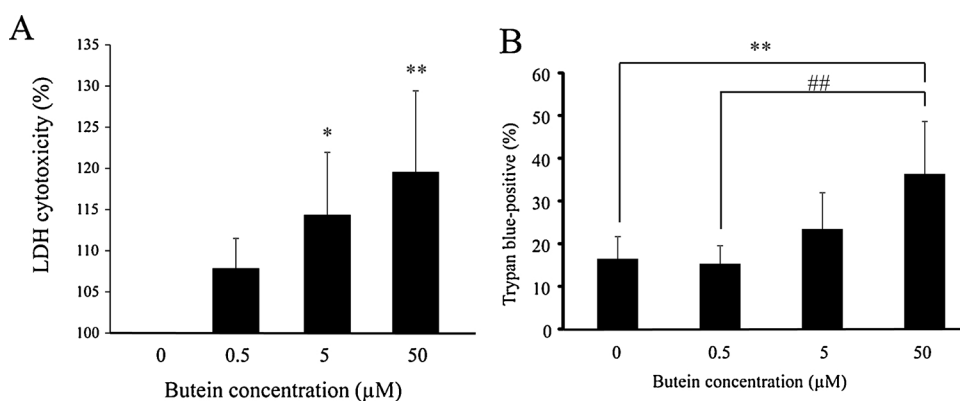 A
LDH cytotoxicity (%)
135
130
125
120
115
110
105
100
*
**
0 0.5 5 50
Butein concentration (µM)
B
Trypan blue-positive (%)
60
50
40
30
20
10
0
**
##
0 0.5 5 50
Butein concentration (µM)